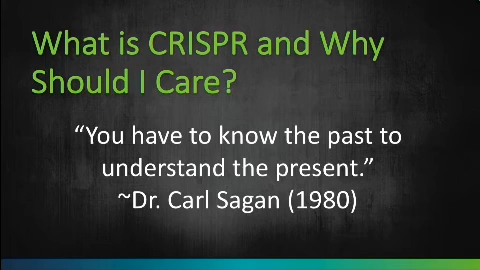 What is CRISPR and Why
Should I Care?
“You have to know the past to
understand the present.”
~Dr. Carl Sagan (1980)